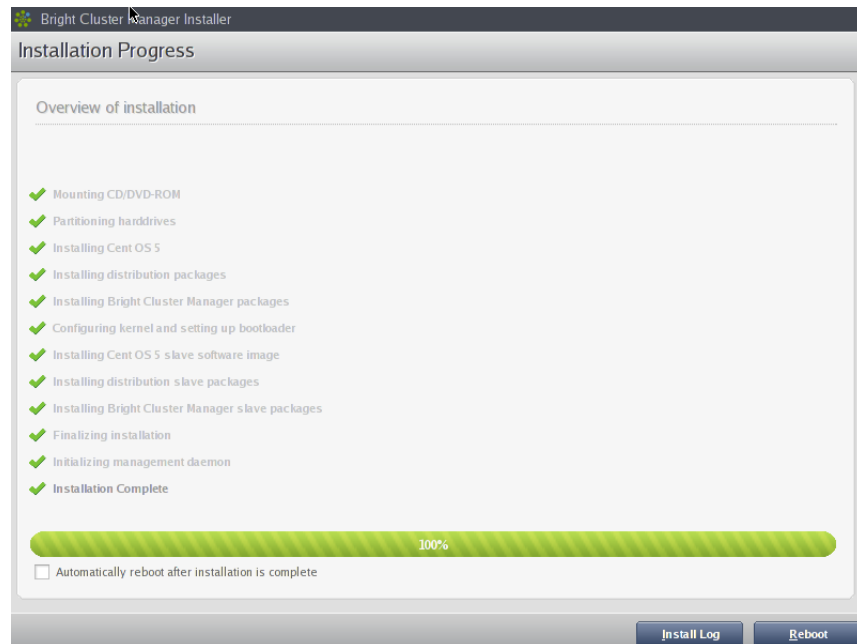 Bright Cluster Manager Installer
Installation Progress
Overview of installation
Mounting CD/DVD-ROM
Partitioning harddrives
Installing Cent OS 5
Installing distribution packages
Installing Bright Cluster Manager packages
Configuring kernel and setting up bootloader
Installing Cent OS 5 slave software image
Installing distribution slave packages
Installing Bright Cluster Manager slave packages
Finalizing installation
Initializing management daemon
Installation Complete
100%
Automatically reboot after installation is complete
Install Log
Reboot